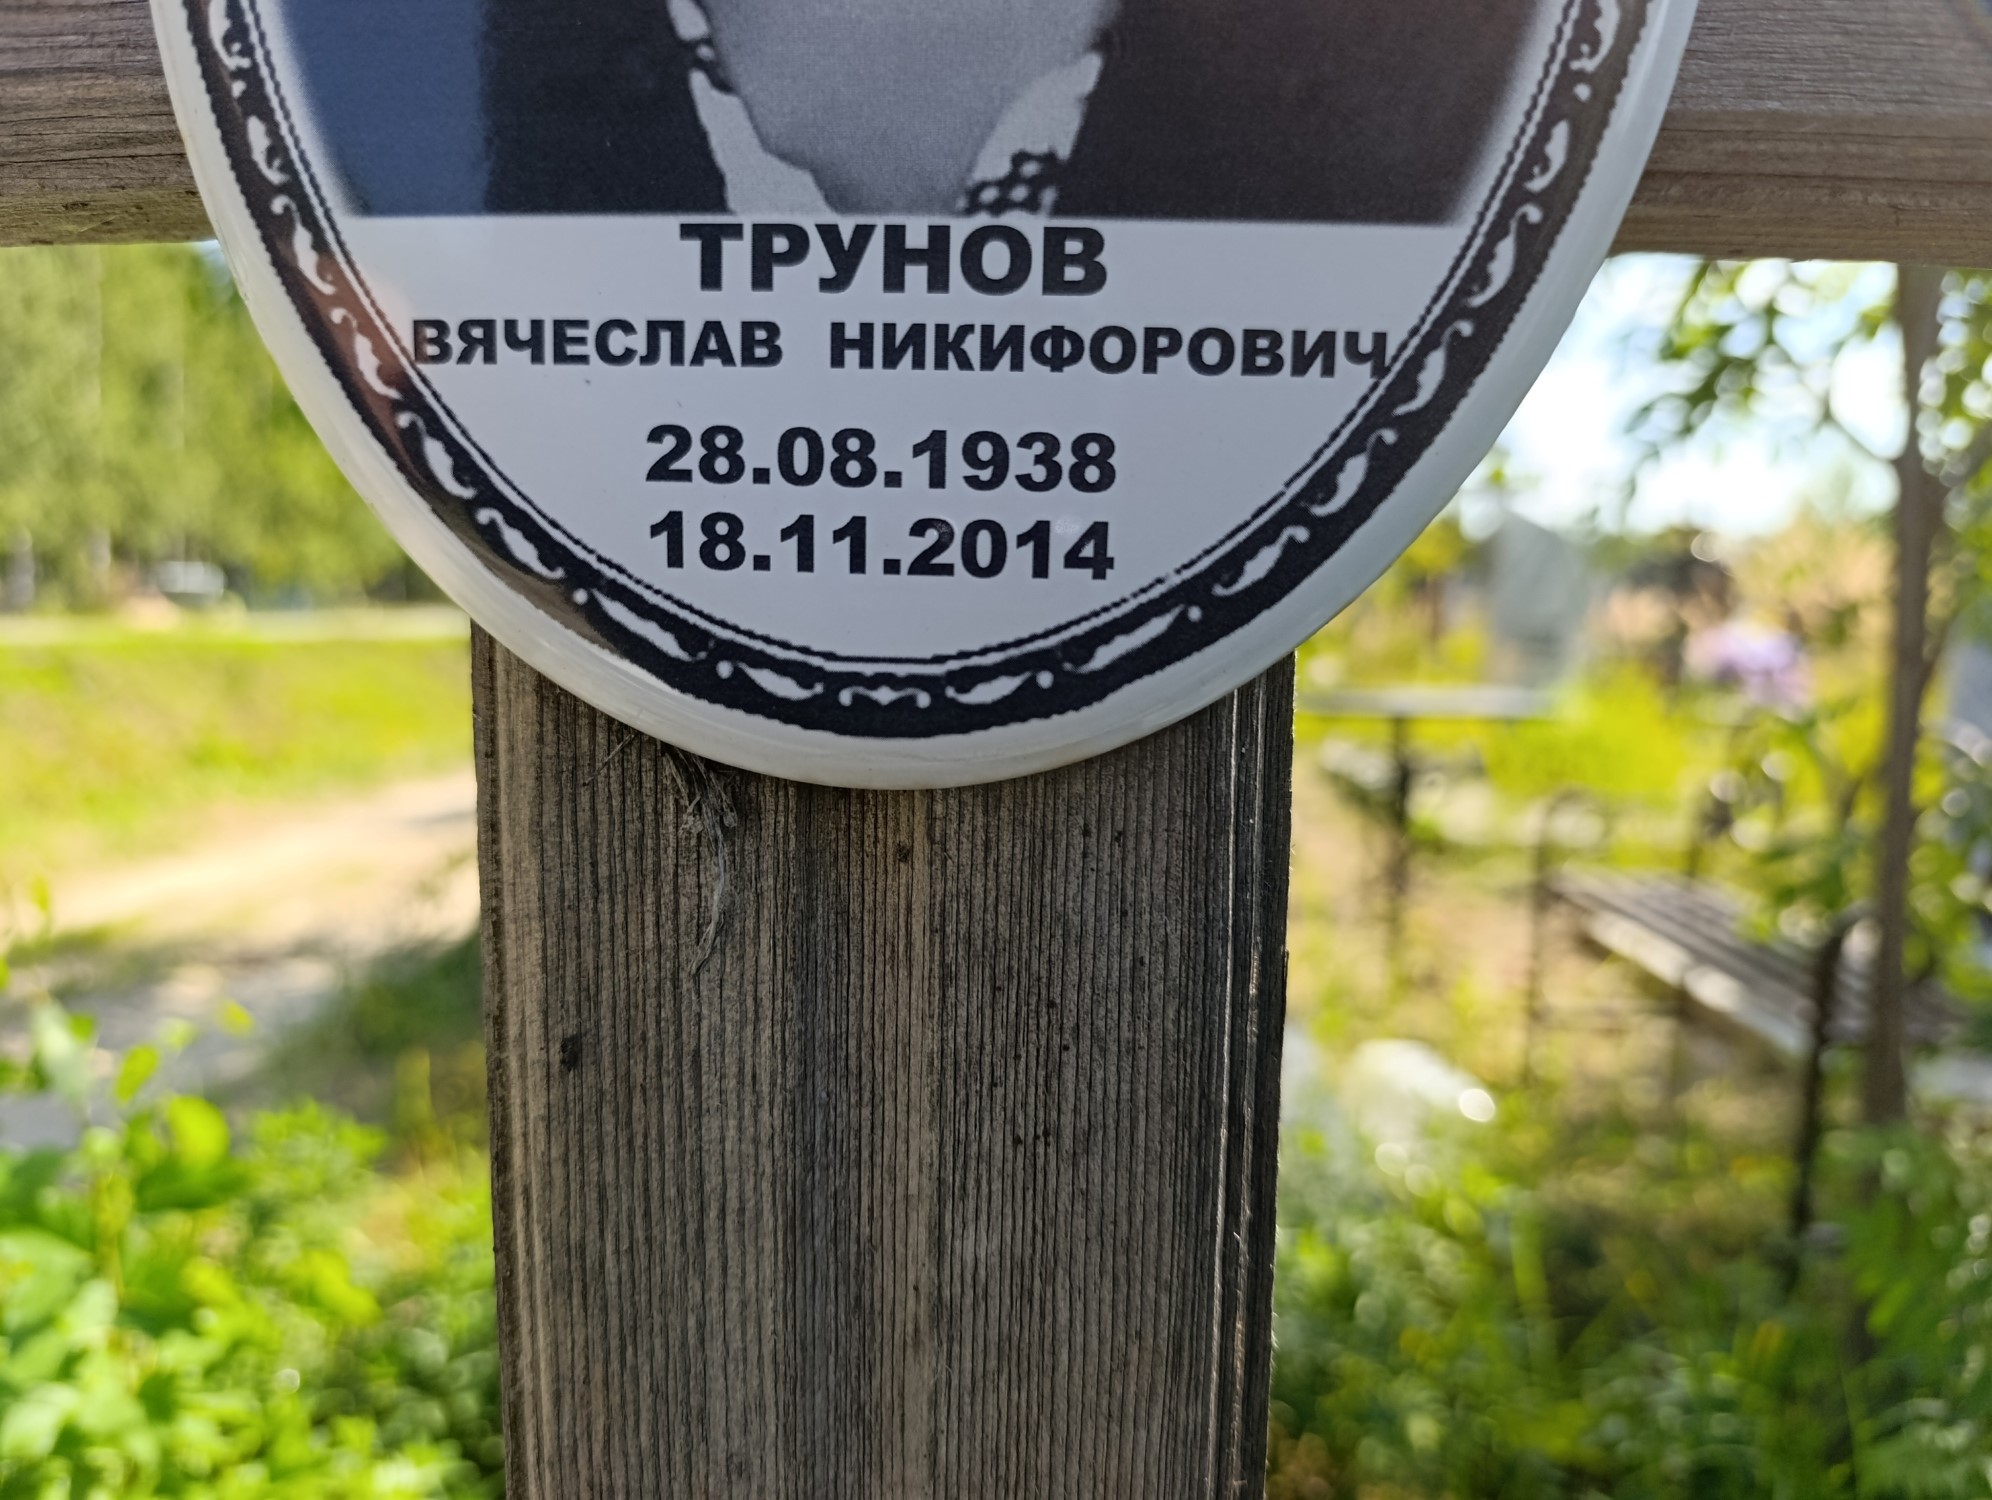 ТРУНОВ
ВЯЧЕСЛАВ НИКИФОРОВИЧ
28.08.1938
18.11.2014